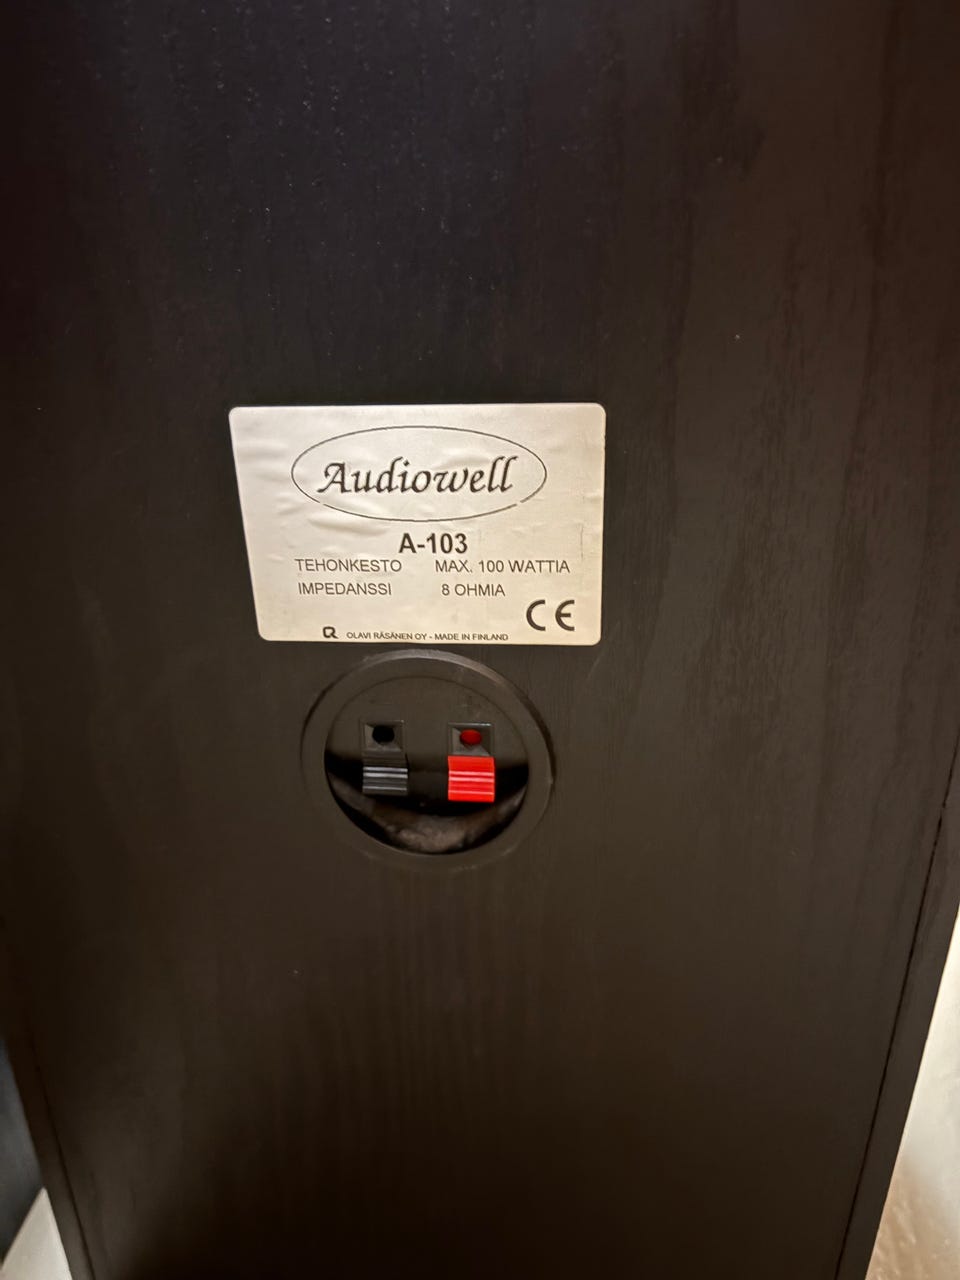 Audiowell
A-103
TEHONKESTO MAX. 100 WATTIA
IMPEDANSSI 8 OHMIA
CE
OLAVI RÄSÄNEN OY - MADE IN FINLAND